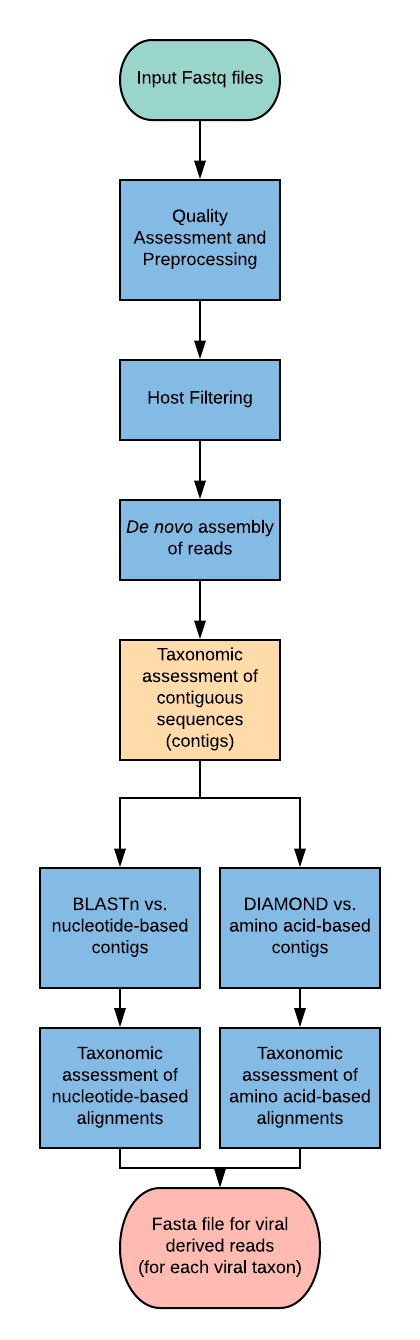 Input Fastq files
Quality
Assessment and
Preprocessing
Host Filtering
De novo assembly
of reads
Taxonomic
assessment of
contiguous
sequences
(contigs)
BLASTn vs.
nucleotide-based
contigs
DIAMOND vs.
amino acid-based
contigs
Taxonomic
assessment of
nucleotide-based
alignments
Taxonomic
assessment of
amino acid-based
alignments
Fasta file for viral
derived reads
(for each viral taxon)